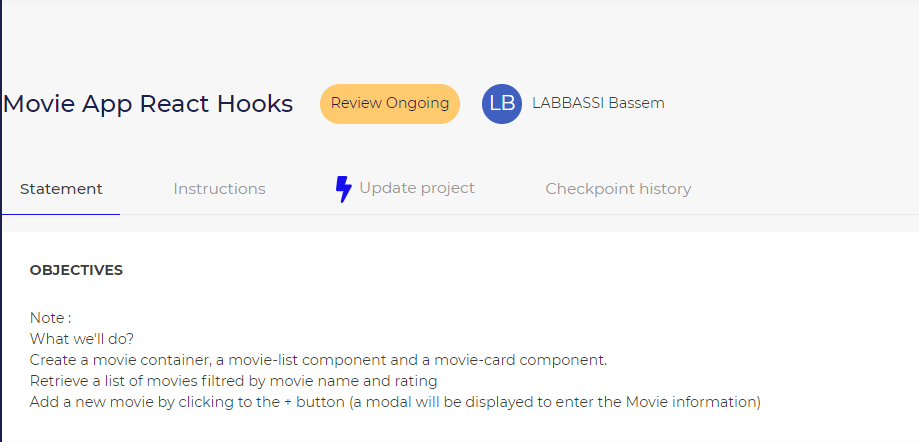 Movie App React Hooks
Review Ongoing
LB
LABBASSI Bassem
Statement
Instructions
Update project
Checkpoint history
OBJECTIVES
Note :
What we'll do?
Create a movie container, a movie-list component and a movie-card component.
Retrieve a list of movies filtred by movie name and rating
Add a new movie by clicking to the + button (a modal will be displayed to enter the Movie information)